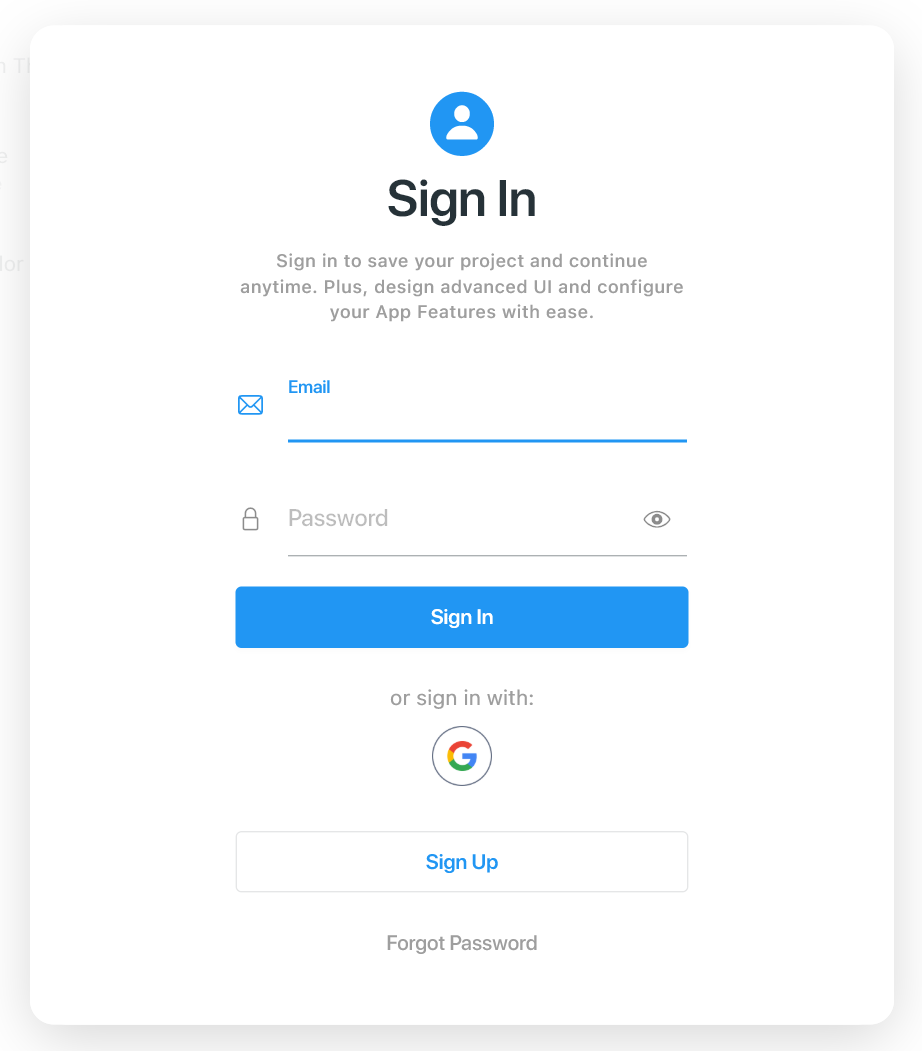 Sign In
Sign in to save your project and continue
anytime. Plus, design advanced UI and configure
your App Features with ease.
Email
Password
Sign In
or sign in with:
Sign Up
Forgot Password